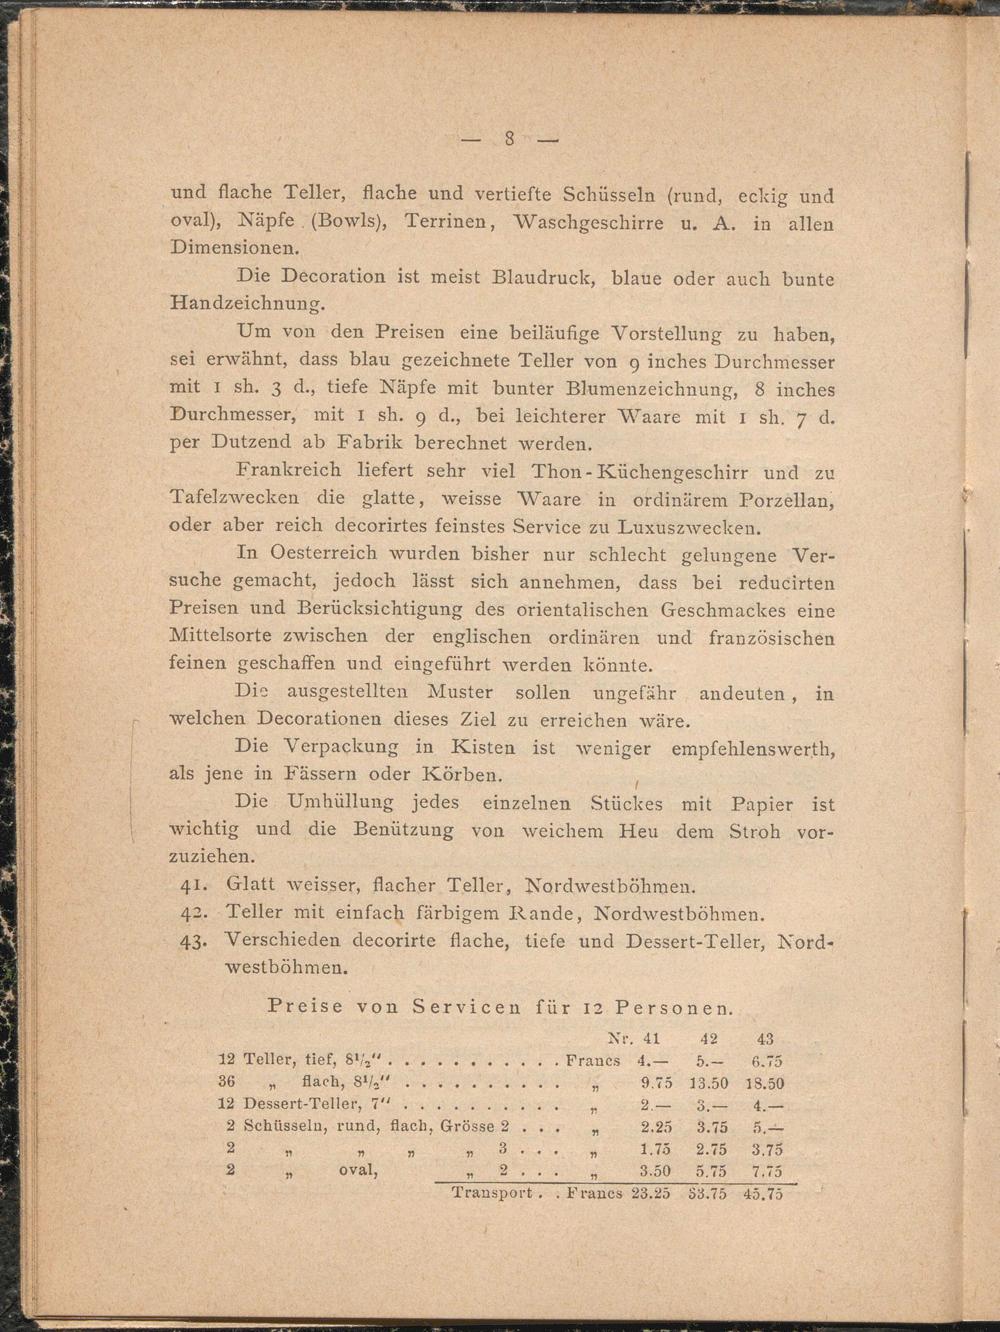 — 8 —
und flache Teller, flache und vertiefte Schüsseln (rund, eckig und
oval), Näpfe (Bowls), Terrinen, Waschgeschirre u. A. in allen
Dimensionen.
Die Decoration ist meist Blaudruck, blaue oder auch bunte
Handzeichnung.
Um von den Preisen eine beiläufige Vorstellung zu haben,
sei erwähnt, dass blau gezeichnete Teller von 9 inches Durchmesser
mit 1 sh. 3 d., tiefe Näpfe mit bunter Blumenzeichnung, 8 inches
Durchmesser, mit 1 sh. 9 d., bei leichterer Waare mit 1 sh. 7 d.
per Dutzend ab Fabrik berechnet werden.
Frankreich liefert sehr viel Thon-Küchengeschirr und zu
Tafelzwecken die glatte, weisse Waare in ordinärem Porzellan,
oder aber reich decorirtes feinstes Service zu Luxuszwecken.
In Oesterreich wurden bisher nur schlecht gelungene Ver-
suche gemacht, jedoch lässt sich annehmen, dass bei reducirten
Preisen und Berücksichtigung des orientalischen Geschmackes eine
Mittelsorte zwischen der englischen ordinären und französischen
feinen geschaffen und eingeführt werden könnte.
Die ausgestellten Muster sollen ungefähr andeuten, in
welchen Decorationen dieses Ziel zu erreichen wäre.
Die Verpackung in Kisten ist weniger empfehlenswerth,
als jene in Fässern oder Körben.
Die Umhüllung jedes einzelnen Stückes mit Papier ist
wichtig und die Benützung von weichem Heu dem Stroh vor-
zuziehen.
41. Glatt weisser, flacher Teller, Nordwestböhmen.
42. Teller mit einfach färbigem Rande, Nordwestböhmen.
43. Verschieden decorirte flache, tiefe und Dessert-Teller, Nord-
westböhmen.
Preise von Servicen für 12 Personen.
Nr. 41 42 43
12 Teller, tief, 8½" . . . . . . . . . . . Francs 4.— 5.— 6.75
36 „ flach, 8½" . . . . . . . . . . „ 9.75 13.50 18.50
12 Dessert-Teller, 7" . . . . . . . . . . „ 2.— 3.— 4.—
2 Schüsseln, rund, flach, Grösse 2 . . . „ 2.25 3.75 5.—
2 „ „ „ „ 3 . . . „ 1.75 2.75 3.75
2 „ oval, „ 2 . . . „ 3.50 5.75 7.75
Transport . . Francs 23.25 33.75 45.75